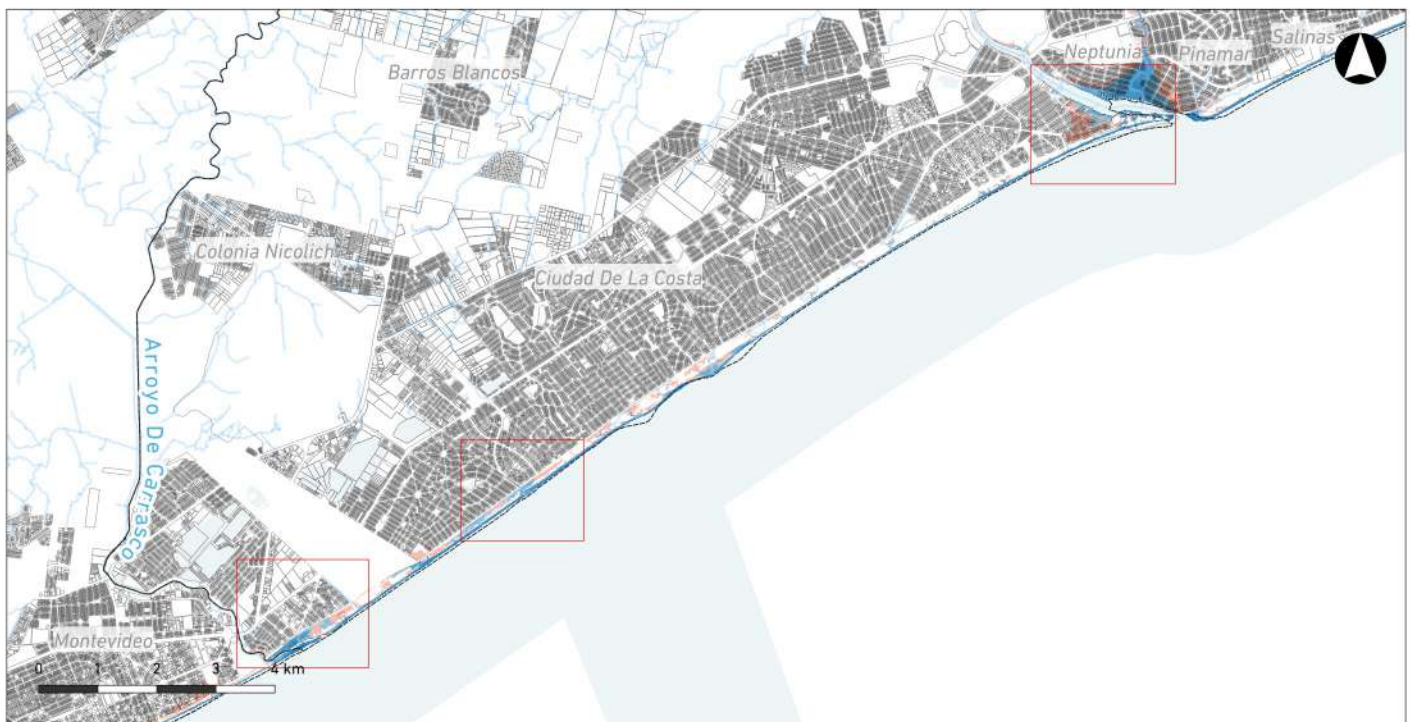 Salinas
Neptunia
Pinamar
Barros Blancos
Colonia Nicolich
Ciudad De La Costa
Arroyo De Carrasco
Montevideo
0 1 2 3 4 km